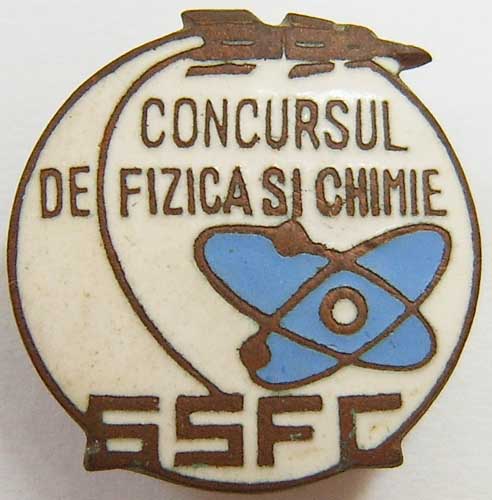 CONCURSUL
DE FIZICA SI CHIMIE
GSFC